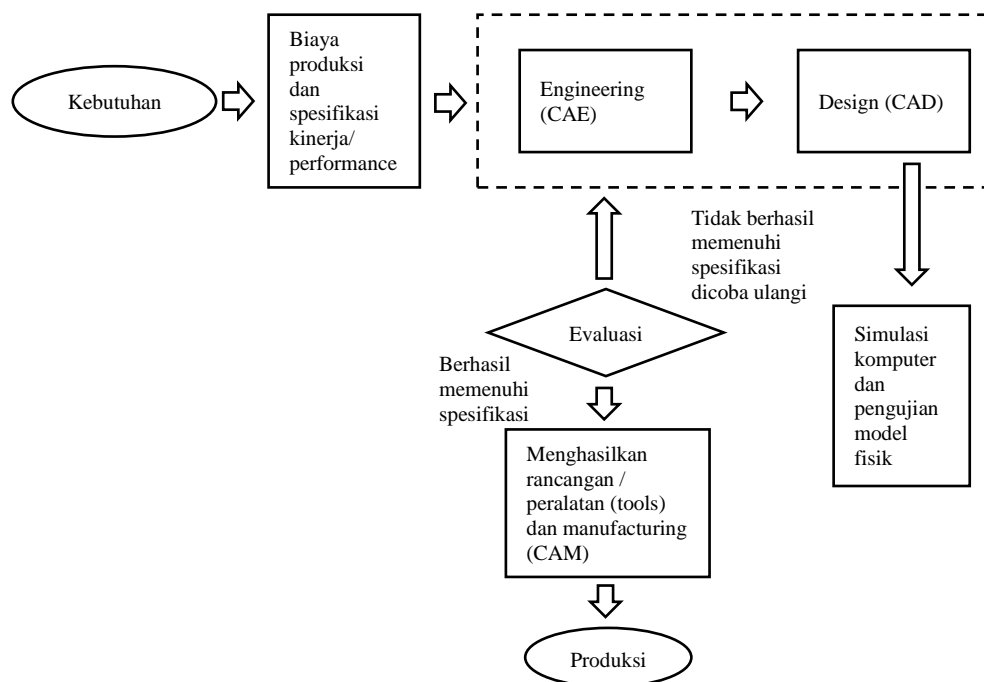 Kebutuhan
Biaya
produksi
dan
spesifikasi
kinerja/
performance
Engineering
(CAE)
Design (CAD)
Tidak berhasil
memenuhi
spesifikasi
dicoba ulangi
Evaluasi
Simulasi
komputer
dan
pengujian
model
fisik
Berhasil
memenuhi
spesifikasi
Menghasilkan
rancangan /
peralatan (tools)
dan manufacturing
(CAM)
Produksi